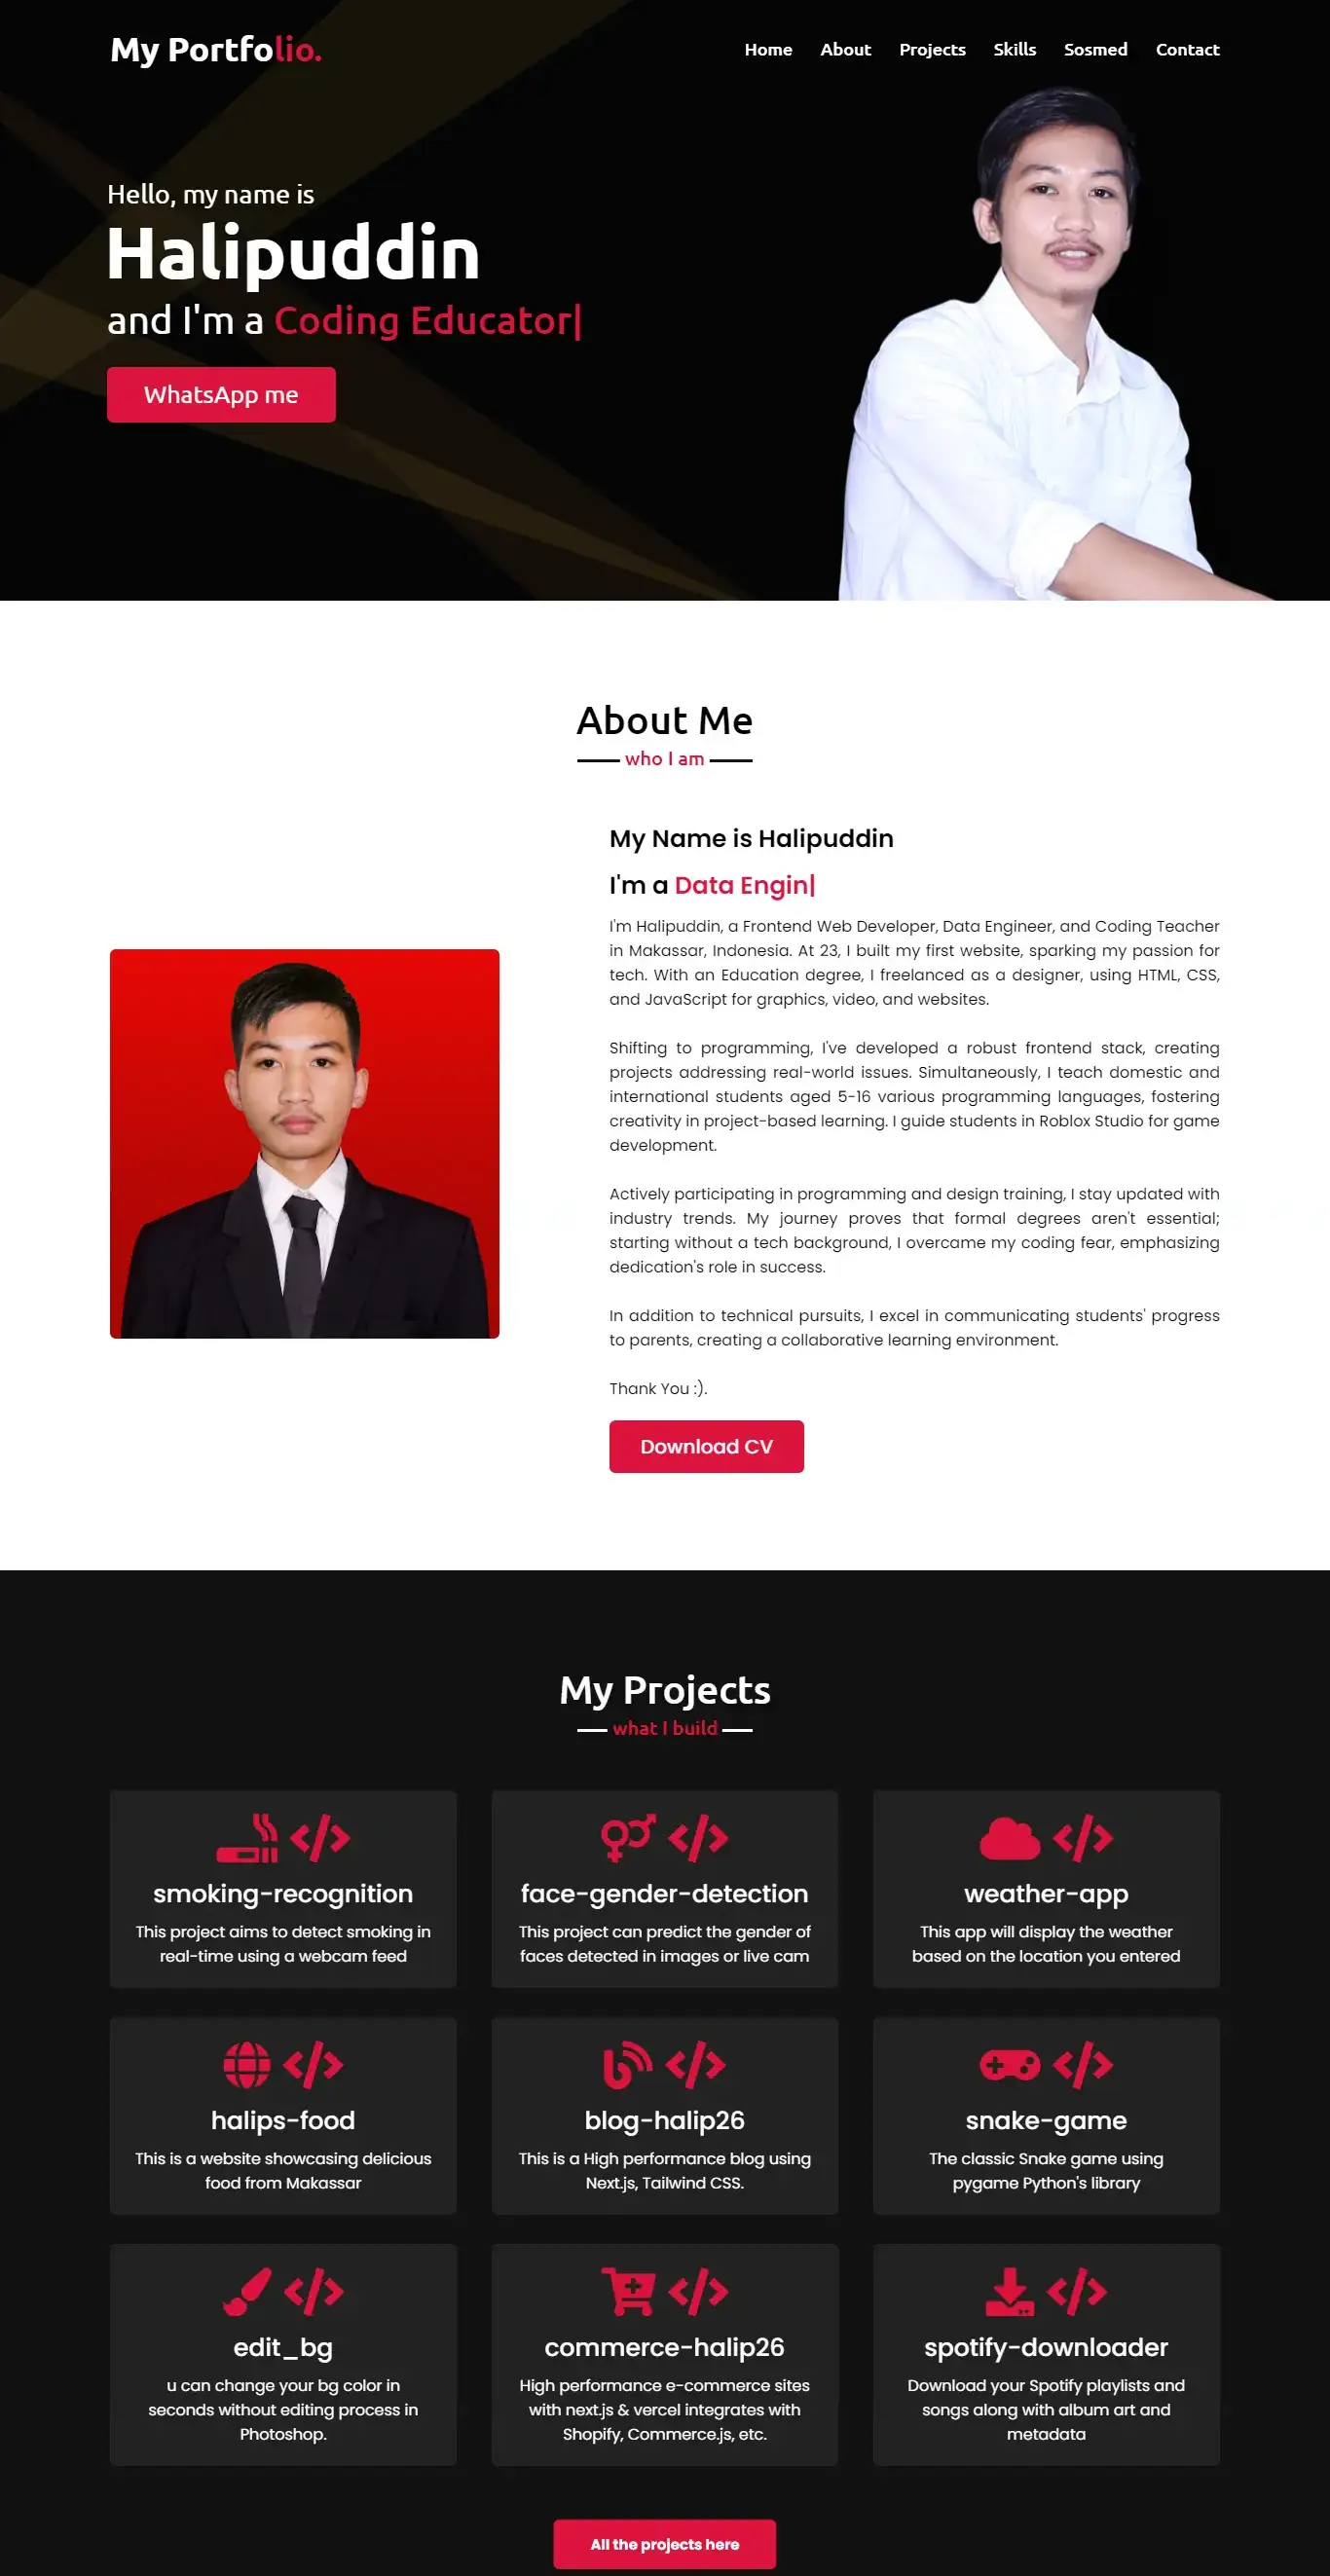 My Portfolio.
Home About Projects Skills Sosmed Contact
Hello, my name is
Halipuddin
and I'm a Coding Educator|
WhatsApp me
About Me
who I am
My Name is Halipuddin
I'm a Data Engin|
I'm Halipuddin, a Frontend Web Developer, Data Engineer, and Coding Teacher
in Makassar, Indonesia. At 23, I built my first website, sparking my passion for
tech. With an Education degree, I freelanced as a designer, using HTML, CSS,
and JavaScript for graphics, video, and websites.
Shifting to programming, I've developed a robust frontend stack, creating
projects addressing real-world issues. Simultaneously, I teach domestic and
international students aged 5-16 various programming languages, fostering
creativity in project-based learning. I guide students in Roblox Studio for game
development.
Actively participating in programming and design training, I stay updated with
industry trends. My journey proves that formal degrees aren't essential;
starting without a tech background, I overcame my coding fear, emphasizing
dedication's role in success.
In addition to technical pursuits, I excel in communicating students' progress
to parents, creating a collaborative learning environment.
Thank You :).
Download CV
My Projects
what I build
smoking-recognition
This project aims to detect smoking in
real-time using a webcam feed
face-gender-detection
This project can predict the gender of
faces detected in images or live cam
weather-app
This app will display the weather
based on the location you entered
halips-food
This is a website showcasing delicious
food from Makassar
blog-halip26
This is a High performance blog using
Next.js, Tailwind CSS.
snake-game
The classic Snake game using
pygame Python's library
edit_bg
u can change your bg color in
seconds without editing process in
Photoshop.
commerce-halip26
High performance e-commerce sites
with next.js & vercel integrates with
Shopify, Commerce.js, etc.
spotify-downloader
Download your Spotify playlists and
songs along with album art and
metadata
All the projects here